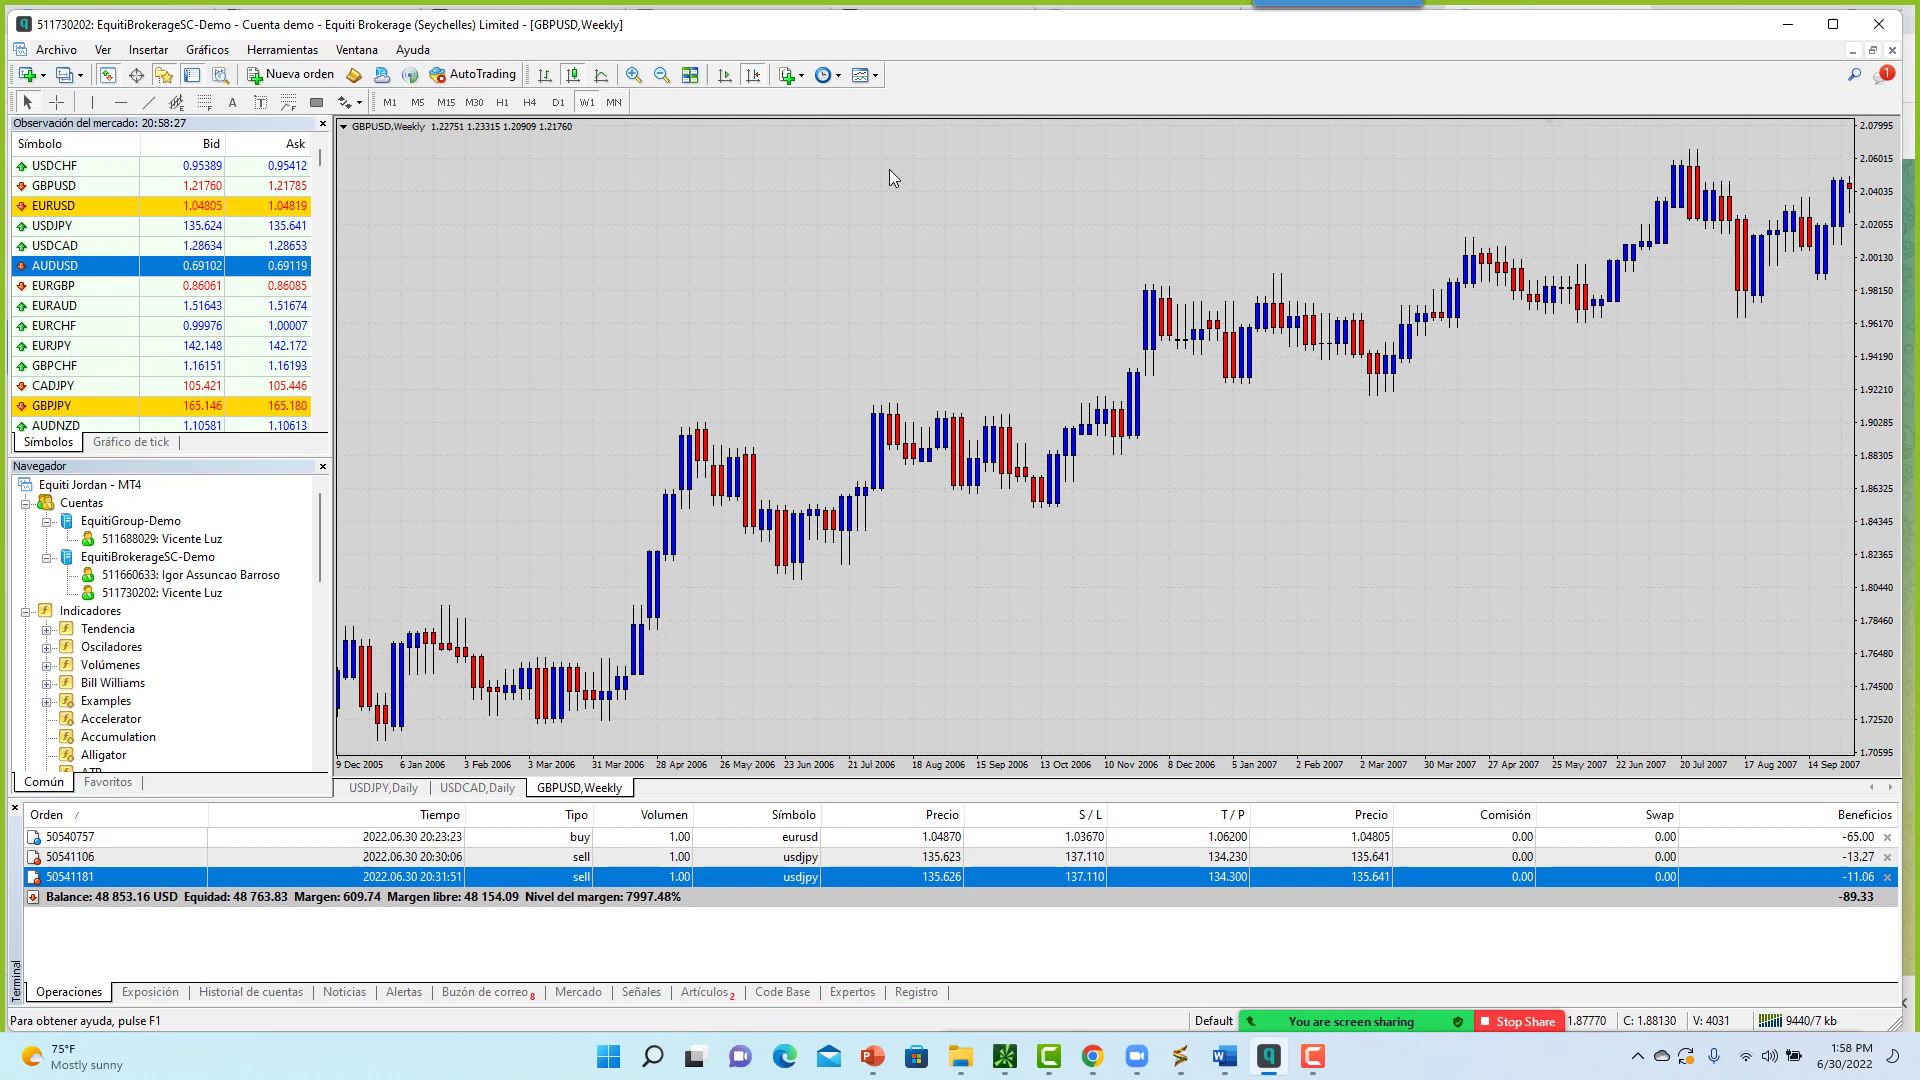 511730202: EquitiBrokerageSC-Demo - Cuenta demo - Equiti Brokerage (Seychelles) Limited - [GBPUSD,Weekly]
Archivo Ver Insertar Gráficos Herramientas Ventana Ayuda
Nueva orden AutoTrading 1
A T M1 M5 M15 M30 H1 H4 D1 W1 MN
Observación del mercado: 20:58:27
Símbolo Bid Ask
USDCHF 0.95389 0.95412
GBPUSD 1.21760 1.21785
EURUSD 1.04805 1.04819
USDJPY 135.624 135.641
USDCAD 1.28634 1.28653
AUDUSD 0.69102 0.69119
EURGBP 0.86061 0.86085
EURAUD 1.51643 1.51674
EURCHF 0.99976 1.00007
EURJPY 142.148 142.172
GBPCHF 1.16151 1.16193
CADJPY 105.421 105.446
GBPJPY 165.146 165.180
AUDNZD 1.10581 1.10613
Símbolos Gráfico de tick
Navegador
Equiti Jordan - MT4
Cuentas
EquitiGroup-Demo
511688029: Vicente Luz
EquitiBrokerageSC-Demo
511660633: Igor Assuncao Barroso
511730202: Vicente Luz
Indicadores
Tendencia
Osciladores
Volúmenes
Bill Williams
Examples
Accelerator
Accumulation
Alligator
Común Favoritos
GBPUSD,Weekly 1.22751 1.23315 1.20909 1.21760
2.07995
2.06015
2.04035
2.02055
2.00130
1.98150
1.96170
1.94190
1.92210
1.90285
1.88305
1.86325
1.84345
1.82365
1.80440
1.78460
1.76480
1.74500
1.72520
1.70595
9 Dec 2005 6 Jan 2006 3 Feb 2006 3 Mar 2006 31 Mar 2006 28 Apr 2006 26 May 2006 23 Jun 2006 21 Jul 2006 18 Aug 2006 15 Sep 2006 13 Oct 2006 10 Nov 2006 8 Dec 2006 5 Jan 2007 2 Feb 2007 2 Mar 2007 30 Mar 2007 27 Apr 2007 25 May 2007 22 Jun 2007 20 Jul 2007 17 Aug 2007 14 Sep 2007
USDJPY,Daily USDCAD,Daily GBPUSD,Weekly
Orden / Tiempo Tipo Volumen Símbolo Precio S / L T / P Precio Comisión Swap Beneficios
50540757 2022.06.30 20:23:23 buy 1.00 eurusd 1.04870 1.03670 1.06200 1.04805 0.00 0.00 -65.00
50541106 2022.06.30 20:30:06 sell 1.00 usdjpy 135.623 137.110 134.230 135.641 0.00 0.00 -13.27
50541181 2022.06.30 20:31:51 sell 1.00 usdjpy 135.626 137.110 134.300 135.641 0.00 0.00 -11.06
Balance: 48 853.16 USD Equidad: 48 763.83 Margen: 609.74 Margen libre: 48 154.09 Nivel del margen: 7997.48% -89.33
Terminal
Operaciones Exposición Historial de cuenta Noticias Alertas Buzón de correo 8 Mercado Señales Artículos 2 Code Base Expertos Registro
Para obtener ayuda, pulse F1 Default You are screen sharing Stop Share 1.87770 C: 1.88130 V: 4031 9440/7 kb
75°F
Mostly sunny
1:58 PM
6/30/2022